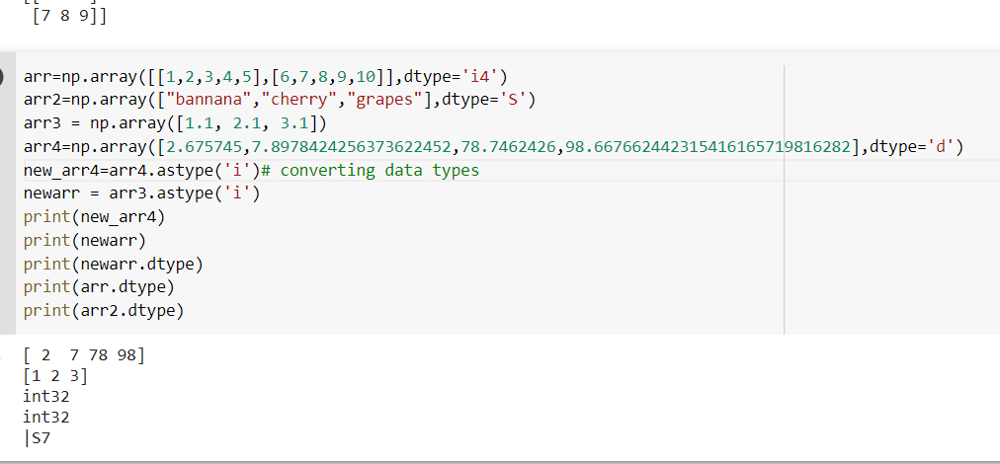 [7 8 9]]
arr=np.array([[1,2,3,4,5],[6,7,8,9,10]],dtype='i4')
arr2=np.array(["bannana","cherry","grapes"],dtype='S')
arr3 = np.array([1.1, 2.1, 3.1])
arr4=np.array([2.675745,7.8978424256373622452,78.7462426,98.667662442315416165719816282],dtype='d')
new_arr4=arr4.astype('i')# converting data types
newarr = arr3.astype('i')
print(new_arr4)
print(newarr)
print(newarr.dtype)
print(arr.dtype)
print(arr2.dtype)
[ 2  7 78 98]
[1 2 3]
int32
int32
|S7